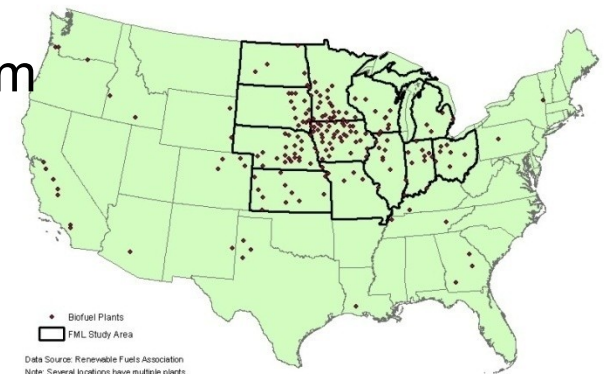 m
Biofuel Plants
FML Study Area
Data Source: Renewable Fuels Association
Note: Several locations have multiple plants